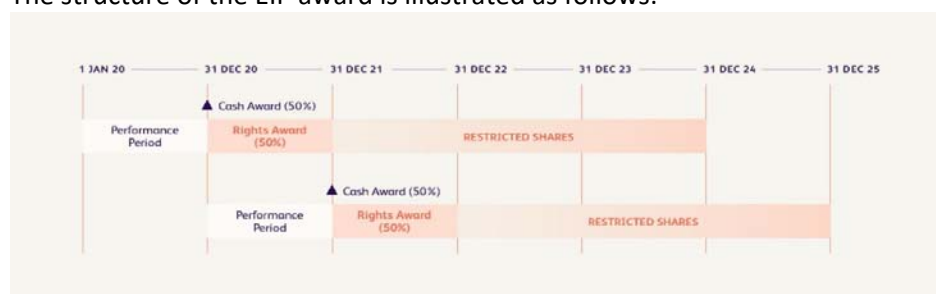 The structure of the EIP award is illustrated as follows:
1 JAN 20 31 DEC 20 31 DEC 21 31 DEC 22 31 DEC 23 31 DEC 24 31 DEC 25
Cash Award (50%)
Performance
Period
Rights Award
(50%)
RESTRICTED SHARES
Cash Award (50%)
Performance
Period
Rights Award
(50%)
RESTRICTED SHARES